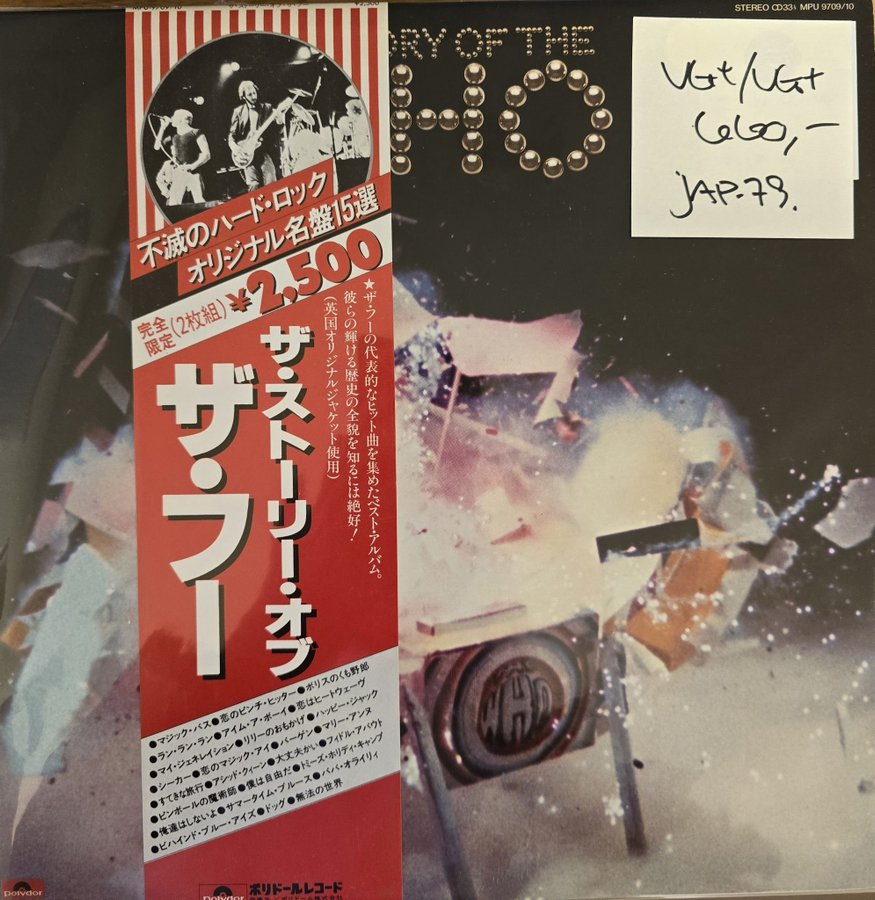 STEREO CD33⅓ MPU 9709/10
ORY OF THE
HO
VG+/VG+
660,-
JAP-79.
不滅のハード・ロック
オリジナル名盤15選
¥2,500
完全限定(2枚組)
ザ・ストーリー・オブ
ザ・フー
★ザ・フーの代表的なヒット曲を集めたベスト・アルバム。
彼らの輝ける歴史の全貌を知るには絶好!
(英国オリジナルジャケット使用)
●マジック・バス●恋のピンチ・ヒッター●ボリスのくも野郎
●ラン・ラン・ラン●アイム・ア・ボーイ●恋はヒートウェーヴ
●マイ・ジェネレイション●リリーのおもかげ●ハッピー・ジャック
●シーカー●恋のマジック・アイ●バーゲン●マリー・アンヌ
●すてきな旅行●アシッド・クィーン●大丈夫かい●フィドル・アバウト
●ピンボールの魔術師●僕は自由だ●トミーズ・ホリディ・キャンプ
●俺達はしないよ●サマータイム・ブルース●ババ・オライリィ
●ビハインド・ブルー・アイズ●ドッグ●無法の世界
WHO
polydor
polydor
ポリドールレコード